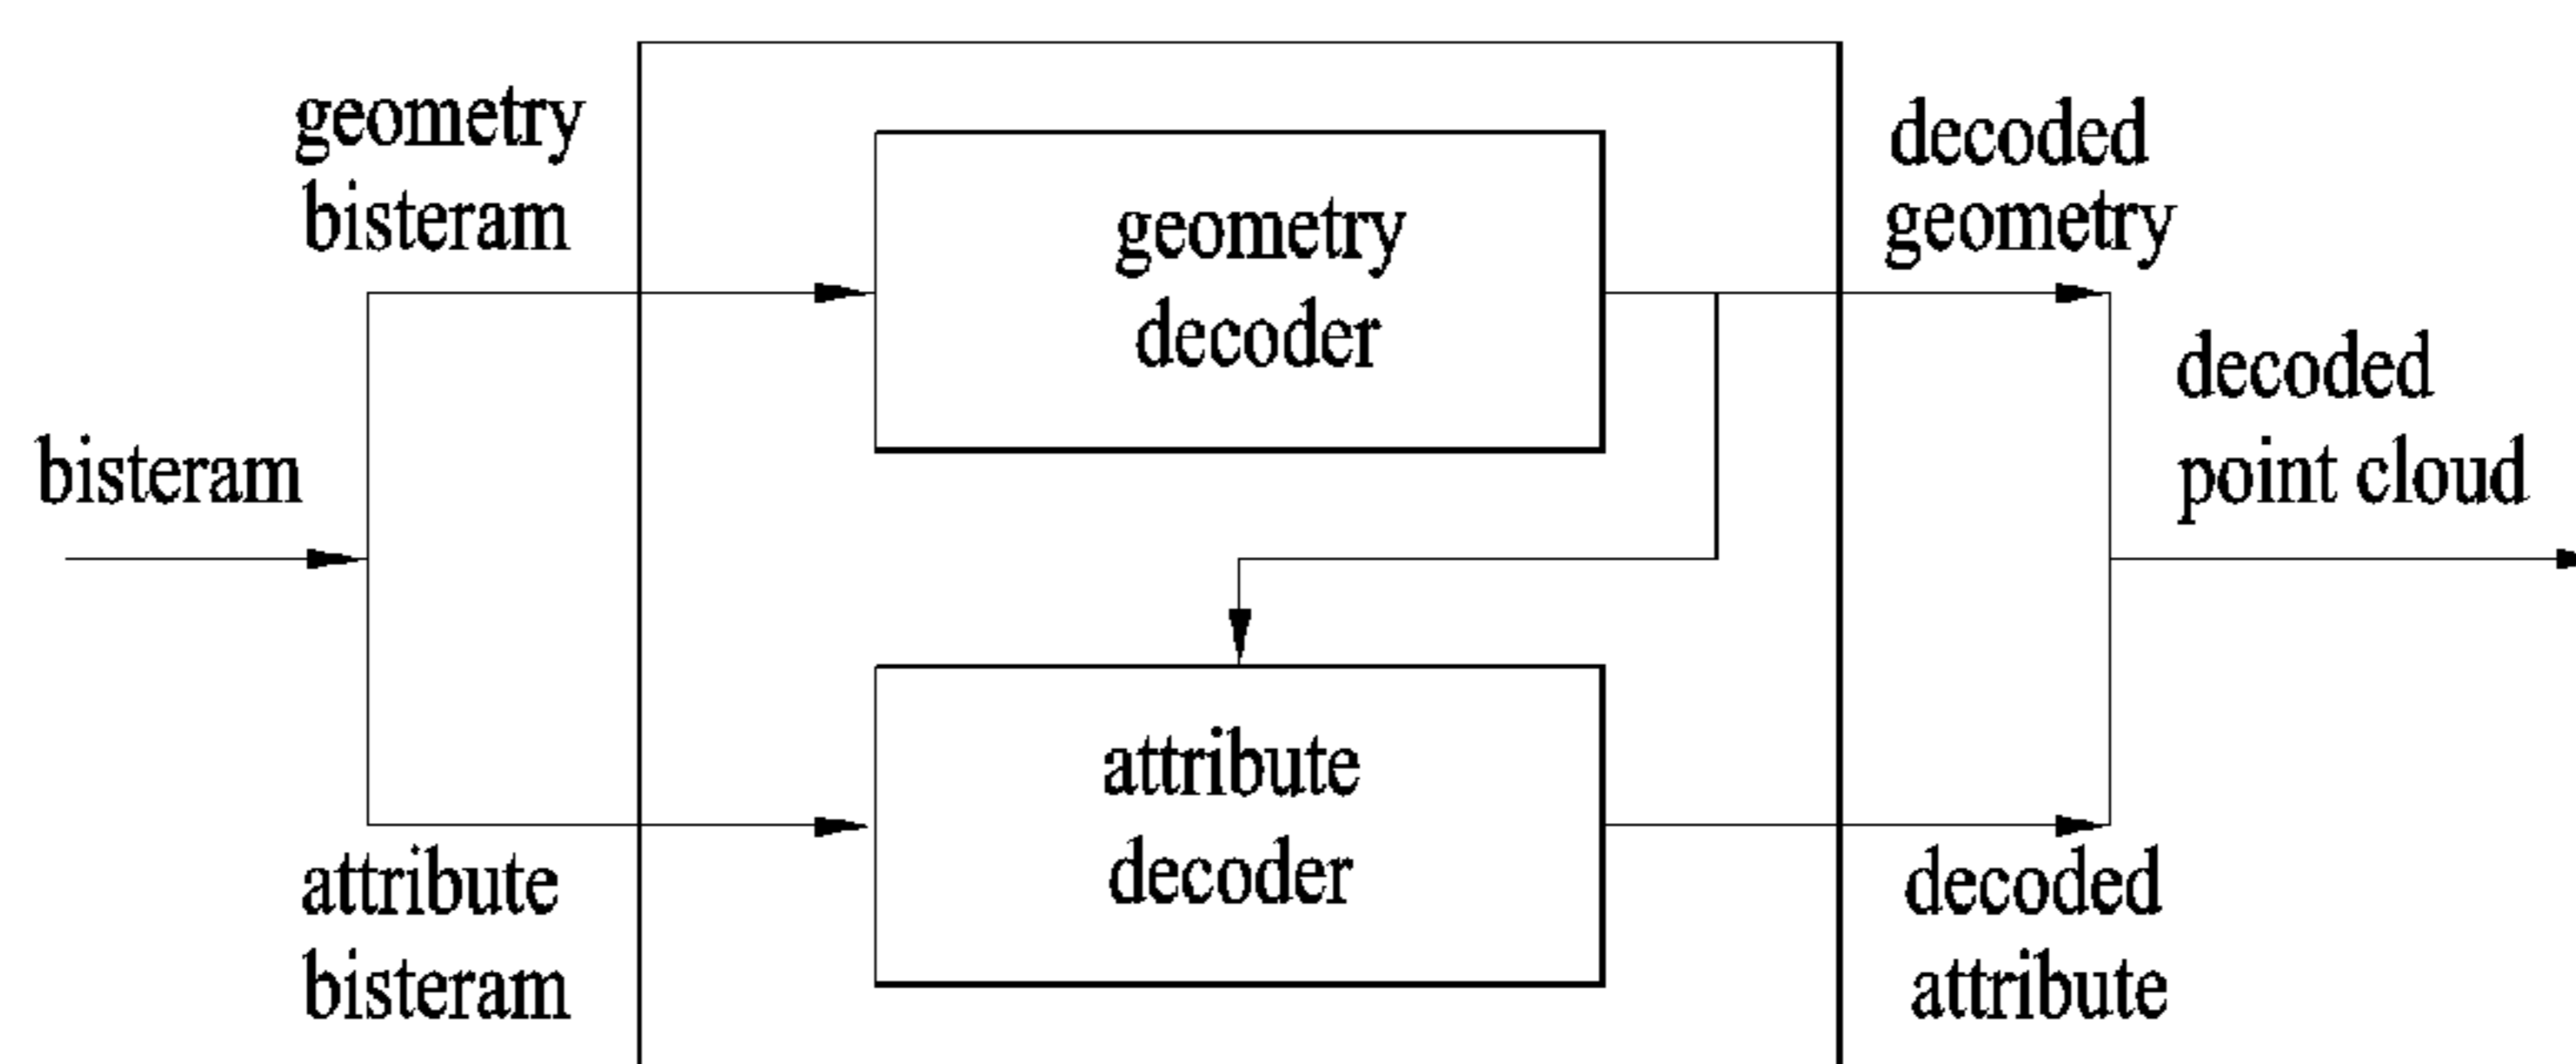 geometry
bisteram
bisteram
attribute
bisteram
geometry
decoder
attribute
decoder
decoded
geometry
decoded
point cloud
decoded
attribute